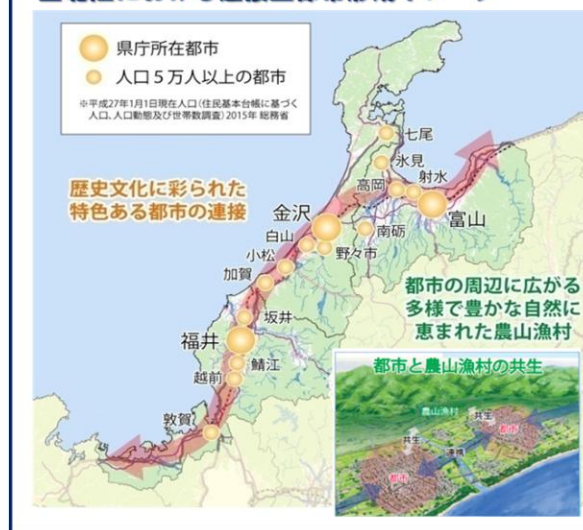 県庁所在都市
人口5万人以上の都市
※平成27年1月1日現在人口(住民基本台帳に基づく
人口、人口動態及び世帯数調査)2015年 総務省
七尾
氷見
高岡
射水
歴史文化に彩られた
特色ある都市の連接
金沢
富山
白山
南砺
小松
野々市
加賀
都市の周辺に広がる
多様で豊かな自然に
恵まれた農山漁村
坂井
福井
鯖江
越前
敦賀
都市と農山漁村の共生
農山漁村
共生
都市
共生
連携
都市